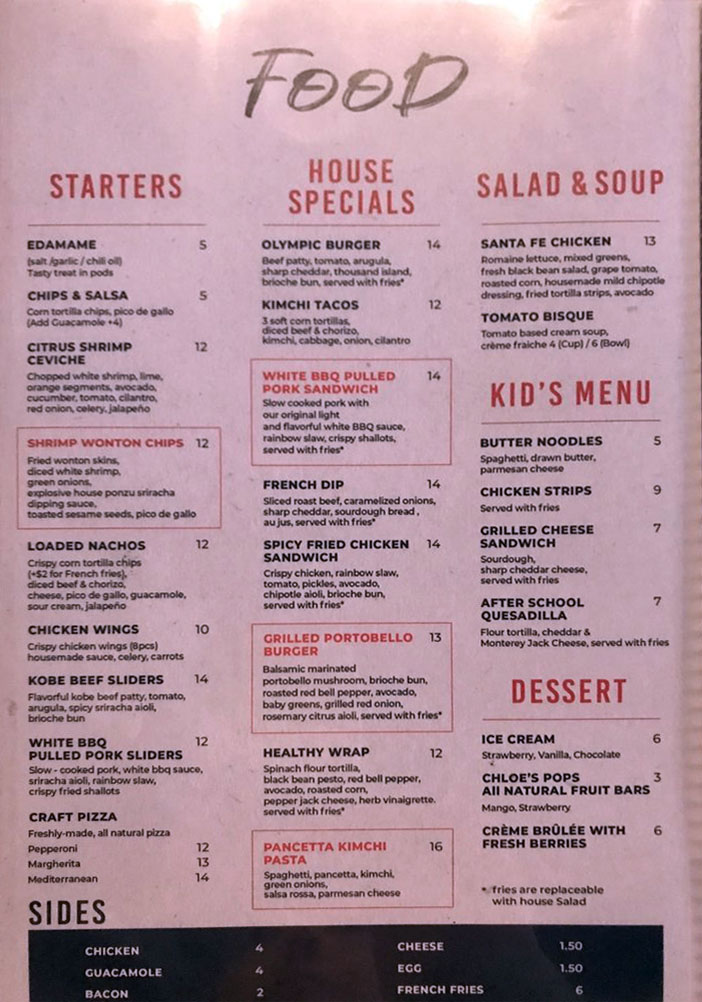 FOOD
STARTERS
EDAMAME 5
(salt /garlic / chili oil)
Tasty treat in pods
CHIPS & SALSA 5
Corn tortilla chips, pico de gallo
(Add Guacamole +4)
CITRUS SHRIMP 12
CEVICHE
Chopped white shrimp, lime,
orange segments, avocado,
cucumber, tomato, cilantro,
red onion, celery, jalapeño
SHRIMP WONTON CHIPS 12
Fried wonton skins,
diced white shrimp,
green onions,
explosive house ponzu sriracha
dipping sauce,
toasted sesame seeds, pico de gallo
LOADED NACHOS 12
Crispy corn tortilla chips
(+$2 for French fries),
diced beef & chorizo,
cheese, pico de gallo, guacamole,
sour cream, jalapeño
CHICKEN WINGS 10
Crispy chicken wings (8pcs)
housemade sauce, celery, carrots
KOBE BEEF SLIDERS 14
Flavorful kobe beef patty, tomato,
arugula, spicy sriracha aioli,
brioche bun
WHITE BBQ 12
PULLED PORK SLIDERS
Slow - cooked pork, white bbq sauce,
sriracha aioli, rainbow slaw,
crispy fried shallots
CRAFT PIZZA
Freshly-made, all natural pizza
Pepperoni 12
Margherita 13
Mediterranean 14
HOUSE
SPECIALS
OLYMPIC BURGER 14
Beef patty, tomato, arugula,
sharp cheddar, thousand island,
brioche bun, served with fries*
KIMCHI TACOS 12
3 soft corn tortillas,
diced beef & chorizo,
kimchi, cabbage, onion, cilantro
WHITE BBQ PULLED 14
PORK SANDWICH
Slow cooked pork with
our original light
and flavorful white BBQ sauce,
rainbow slaw, crispy shallots,
served with fries*
FRENCH DIP 14
Sliced roast beef, caramelized onions,
sharp cheddar, sourdough bread ,
au jus, served with fries*
SPICY FRIED CHICKEN 14
SANDWICH
Crispy chicken, rainbow slaw,
tomato, pickles, avocado,
chipotle aioli, brioche bun,
served with fries*
GRILLED PORTOBELLO 13
BURGER
Balsamic marinated
portobello mushroom, brioche bun,
roasted red bell pepper, avocado,
baby greens, grilled red onion,
rosemary citrus aioli, served with fries*
HEALTHY WRAP 12
Spinach flour tortilla,
black bean pesto, red bell pepper,
avocado, roasted corn,
pepper jack cheese, herb vinaigrette.
served with fries*
PANCETTA KIMCHI 16
PASTA
Spaghetti, pancetta, kimchi,
green onions,
salsa rossa, parmesan cheese
SALAD & SOUP
SANTA FE CHICKEN 13
Romaine lettuce, mixed greens,
fresh black bean salad, grape tomato,
roasted corn, housemade mild chipotle
dressing, fried tortilla strips, avocado
TOMATO BISQUE
Tomato based cream soup,
crème fraiche 4 (Cup) / 6 (Bowl)
KID'S MENU
BUTTER NOODLES 5
Spaghetti, drawn butter,
parmesan cheese
CHICKEN STRIPS 9
Served with fries
GRILLED CHEESE 7
SANDWICH
Sourdough,
sharp cheddar cheese,
served with fries
AFTER SCHOOL 7
QUESADILLA
Flour tortilla, cheddar &
Monterey Jack Cheese, served with fries
DESSERT
ICE CREAM 6
Strawberry, Vanilla, Chocolate
CHLOE'S POPS 3
All NATURAL FRUIT BARS
Mango, Strawberry
CRÈME BRÛLÉE WITH 6
FRESH BERRIES
* fries are replaceable
with house Salad
SIDES
CHICKEN 4
GUACAMOLE 4
BACON 2
CHEESE 1.50
EGG 1.50
FRENCH FRIES 6